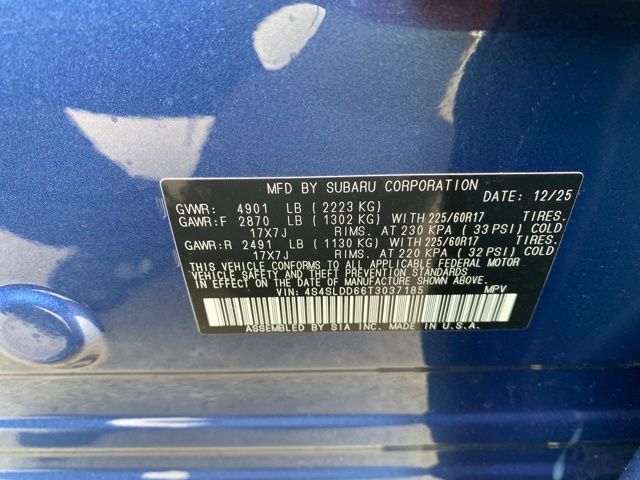 MFD BY SUBARU CORPORATION
DATE: 12/25
GVWR: 4901 LB (2223 KG)
GAWR:F 2870 LB (1302 KG) WITH 225/60R17 TIRES.
17X7J RIMS. AT 230 KPA (33 PSI) COLD
GAWR:R 2491 LB (1130 KG) WITH 225/60R17 TIRES.
17X7J RIMS. AT 220 KPA (32 PSI) COLD
THIS VEHICLE CONFORMS TO ALL APPLICABLE FEDERAL MOTOR
VEHICLE SAFETY AND THEFT PREVENTION STANDARDS
IN EFFECT ON THE DATE OF MANUFACTURE SHOWN ABOVE.
VIN: 4S4SLDD66T3037185 MPV
ASSEMBLED BY SIA INC. MADE IN U.S.A.